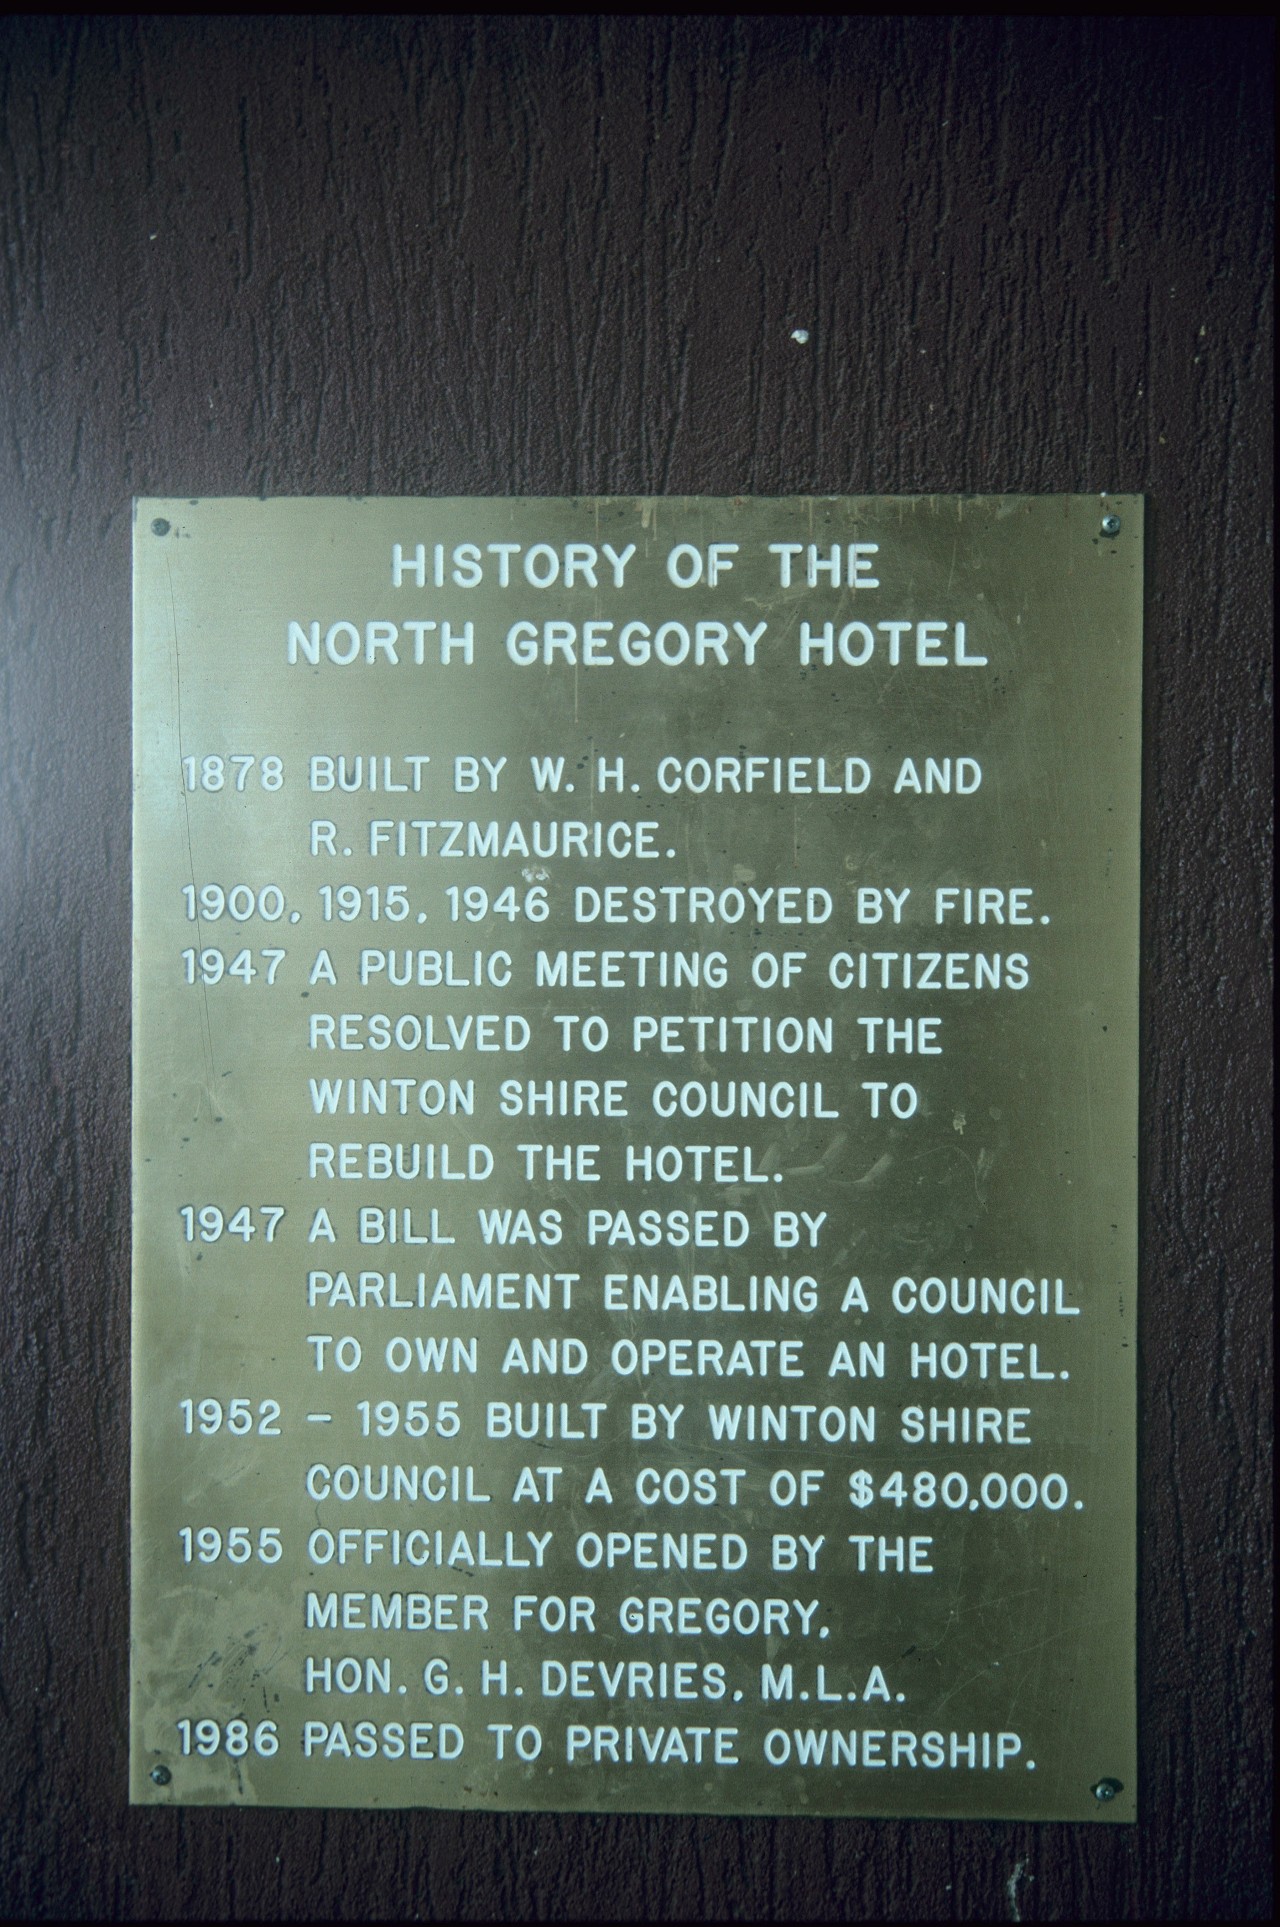 HISTORY OF THE
NORTH GREGORY HOTEL
1878 BUILT BY W. H. CORFIELD AND
R. FITZMAURICE.
1900, 1915, 1946 DESTROYED BY FIRE.
1947 A PUBLIC MEETING OF CITIZENS
RESOLVED TO PETITION THE
WINTON SHIRE COUNCIL TO
REBUILD THE HOTEL.
1947 A BILL WAS PASSED BY
PARLIAMENT ENABLING A COUNCIL
TO OWN AND OPERATE AN HOTEL.
1952 - 1955 BUILT BY WINTON SHIRE
COUNCIL AT A COST OF $480,000.
1955 OFFICIALLY OPENED BY THE
MEMBER FOR GREGORY,
HON. G. H. DEVRIES, M.L.A.
1986 PASSED TO PRIVATE OWNERSHIP.